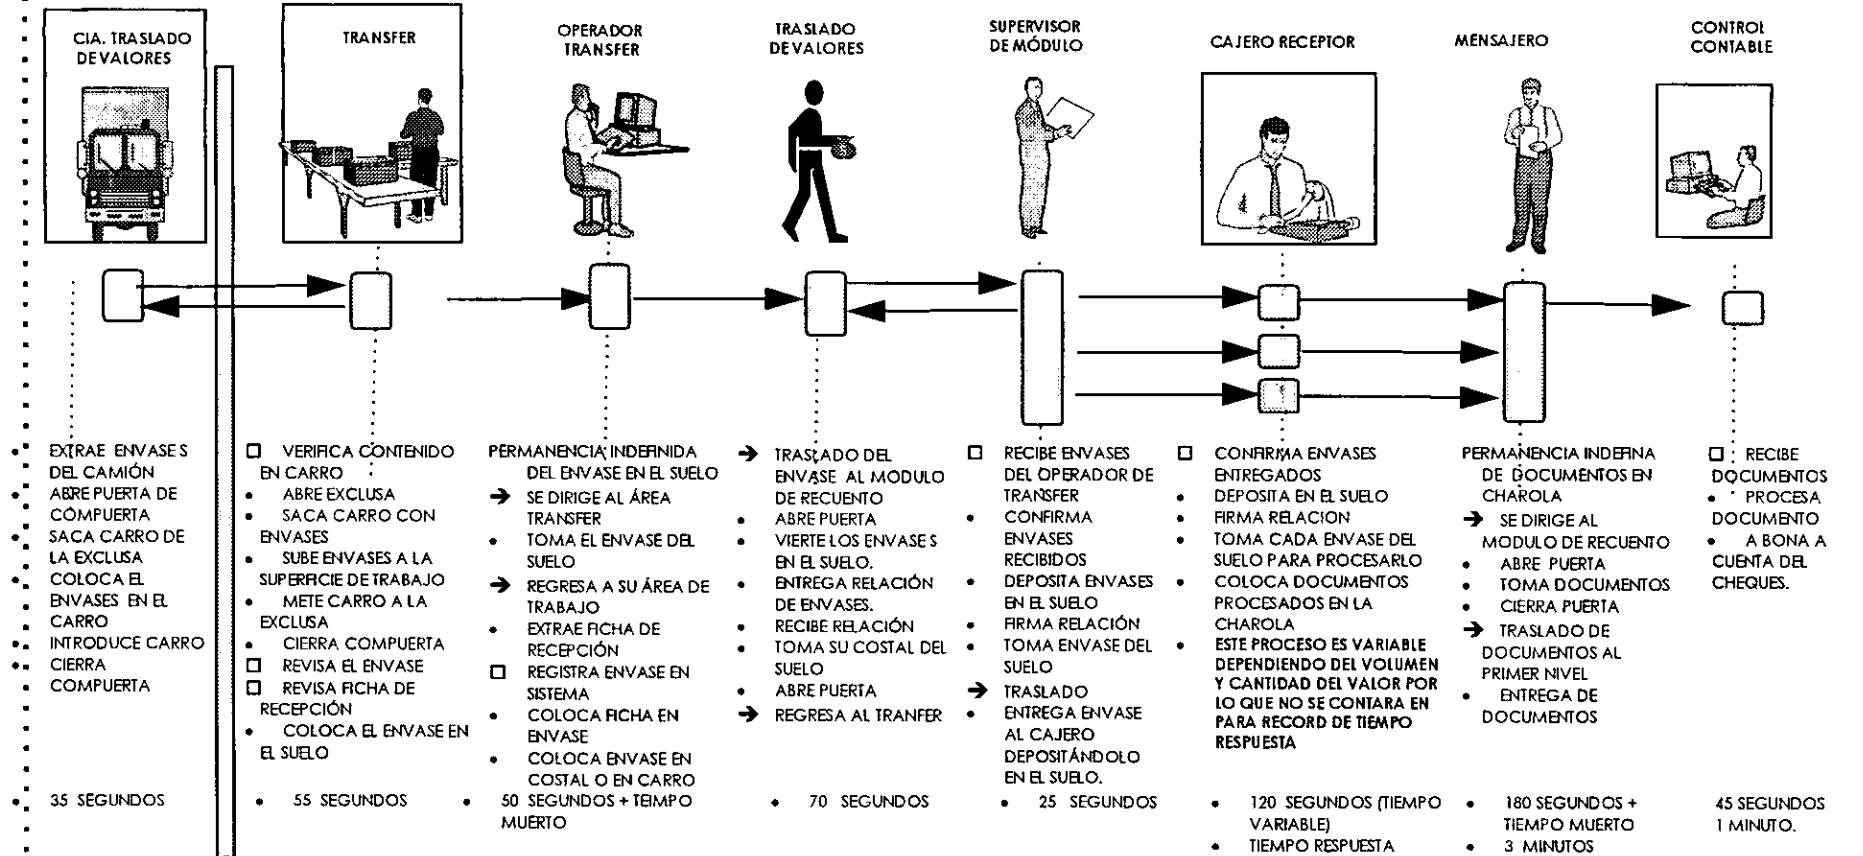 CIA. TRASLADO
DE VALORES
TRANSFER
OPERADOR
TRANSFER
TRASLADO
DE VALORES
SUPERVISOR
DE MÓDULO
CAJERO RECEPTOR
MENSAJERO
CONTROL
CONTABLE
• EXTRAE ENVASES
DEL CAMIÓN
• ABRE PUERTA DE
COMPUERTA
• SACA CARRO DE
LA EXCLUSA
• COLOCA EL
ENVASES EN EL
CARRO
• INTRODUCE CARRO
• CIERRA
COMPUERTA
• 35 SEGUNDOS
☐ VERIFICA CONTENIDO
EN CARRO
• ABRE EXCLUSA
• SACA CARRO CON
ENVASES
• SUBE ENVASES A LA
SUPERFICIE DE TRABAJO
• METE CARRO A LA
EXCLUSA
• CIERRA COMPUERTA
☐ REVISA EL ENVASE
☐ REVISA FICHA DE
RECEPCIÓN
• COLOCA EL ENVASE EN
EL SUELO
• 55 SEGUNDOS
PERMANENCIA INDEFINIDA
DEL ENVASE EN EL SUELO
➔ SE DIRIGE AL ÁREA
TRANSFER
• TOMA EL ENVASE DEL
SUELO
➔ REGRESA A SU ÁREA DE
TRABAJO
• EXTRAE FICHA DE
RECEPCIÓN
☐ REGISTRA ENVASE EN
SISTEMA
• COLOCA FICHA EN
ENVASE
• COLOCA ENVASE EN
COSTAL O EN CARRO
• 50 SEGUNDOS + TEIMPO
MUERTO
➔ TRASLADO DEL
ENVASE AL MODULO
DE RECUENTO
• ABRE PUERTA
• VIERTE LOS ENVASES
EN EL SUELO.
• ENTREGA RELACIÓN
DE ENVASES.
• RECIBE RELACIÓN
• TOMA SU COSTAL DEL
SUELO
• ABRE PUERTA
➔ REGRESA AL TRANFER
• 70 SEGUNDOS
☐ RECIBE ENVASES
DEL OPERADOR DE
TRANSFER
• CONFIRMA
ENVASES
RECIBIDOS
• DEPOSITA ENVASES
EN EL SUELO
• FIRMA RELACIÓN
• TOMA ENVASE DEL
SUELO
➔ TRASLADO
• ENTREGA ENVASE
AL CAJERO
DEPOSITÁNDOLO
EN EL SUELO.
• 25 SEGUNDOS
☐ CONFIRMA ENVASES
ENTREGADOS
• DEPOSITA EN EL SUELO
• FIRMA RELACION
• TOMA CADA ENVASE DEL
SUELO PARA PROCESARLO
• COLOCA DOCUMENTOS
PROCESADOS EN LA
CHAROLA
• ESTE PROCESO ES VARIABLE
DEPENDIENDO DEL VOLUMEN
Y CANTIDAD DEL VALOR POR
LO QUE NO SE CONTARA EN
PARA RECORD DE TIEMPO
RESPUESTA
• 120 SEGUNDOS (TIEMPO
VARIABLE)
• TIEMPO RESPUESTA
PERMANENCIA INDEFINA
DE DOCUMENTOS EN
CHAROLA
➔ SE DIRIGE AL
MODULO DE RECUENTO
• ABRE PUERTA
• TOMA DOCUMENTOS
• CIERRA PUERTA
➔ TRASLADO DE
DOCUMENTOS AL
PRIMER NIVEL
• ENTREGA DE
DOCUMENTOS
• 180 SEGUNDOS +
TIEMPO MUERTO
• 3 MINUTOS
☐ RECIBE
DOCUMENTOS
• PROCESA
DOCUMENTO
• ABONA A
CUENTA DEL
CHEQUES.
45 SEGUNDOS
1 MINUTO.